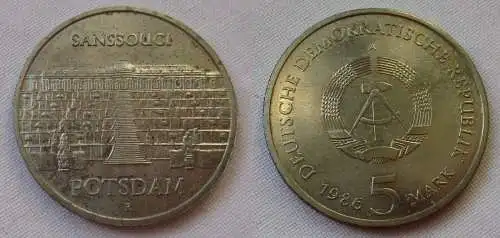 SANSSOUCI
POTSDAM
A
DEUTSCHE DEMOKRATISCHE REPUBLIK
1986 5 MARK